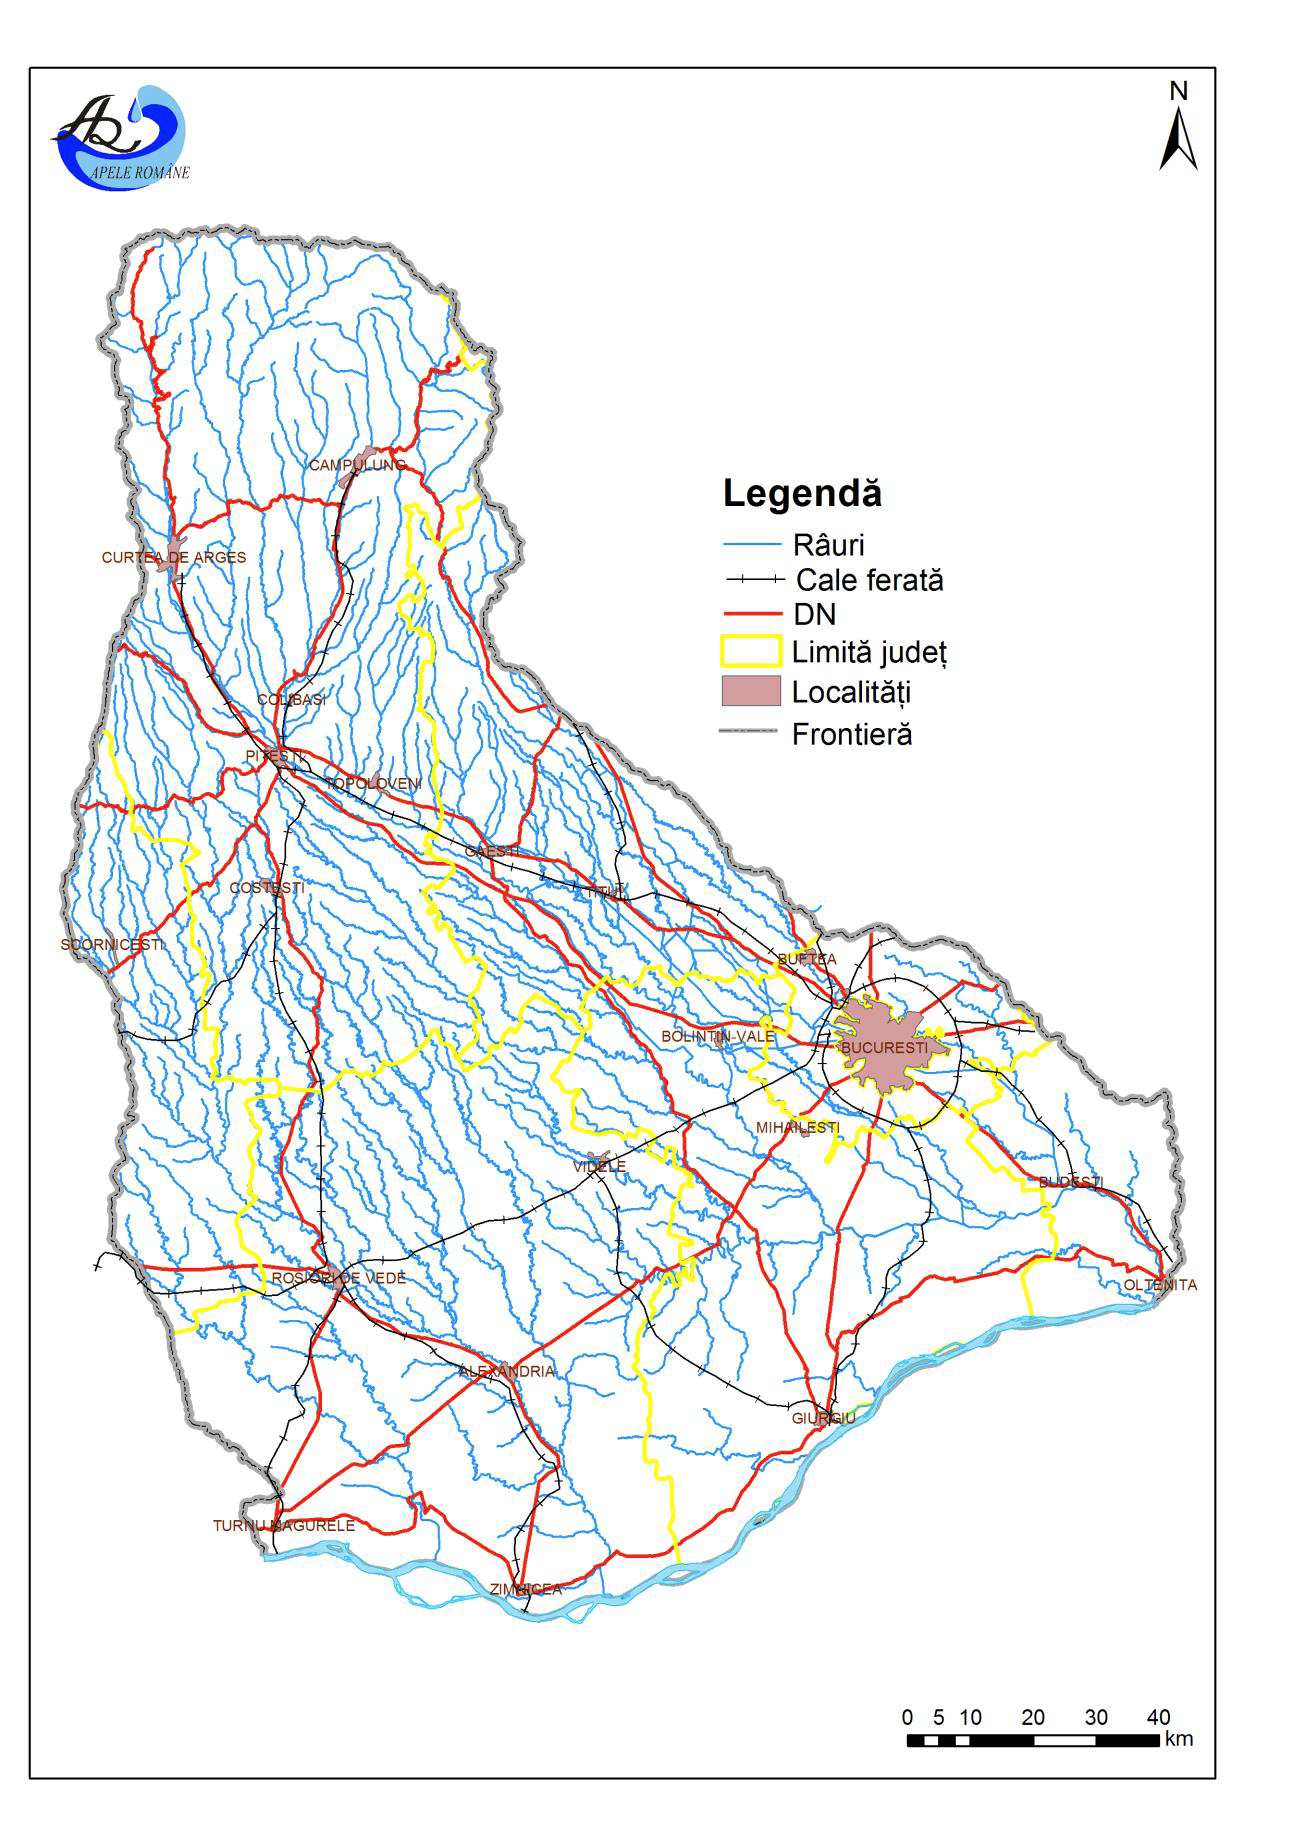 N
APELE ROMÂNE
CAMPULUNG
Legendă
Râuri
CURTEA DE ARGES
Cale ferată
DN
Limită județ
COLIBASI
Localități
Frontieră
PITESTI
TOPOLOVENI
GAESTI
COSTESTI
TITU
SCORNICESTI
BUFTEA
BOLINTIN-VALE
BUCURESTI
MIHAILESTI
VIDELE
BUDESTI
ROSIORI DE VEDE
OLTENITA
ALEXANDRIA
GIURGIU
TURNU MAGURELE
ZIMNICEA
0 5 10 20 30 40
km